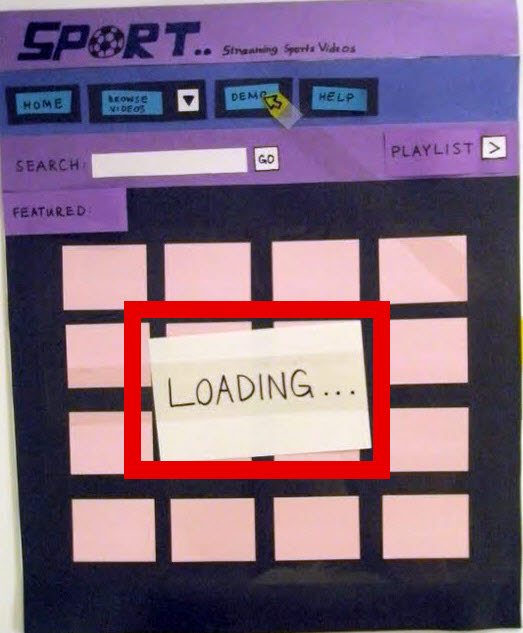 SPORT.. Streaming Sports Videos
HOME
BROWSE
VIDEOS
DEMO
HELP
SEARCH:
GO
PLAYLIST >
FEATURED:
LOADING...